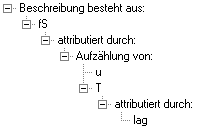 Beschreibung besteht aus:
fS
attributiert durch:
Aufzählung von:
u
T
attributiert durch:
lag